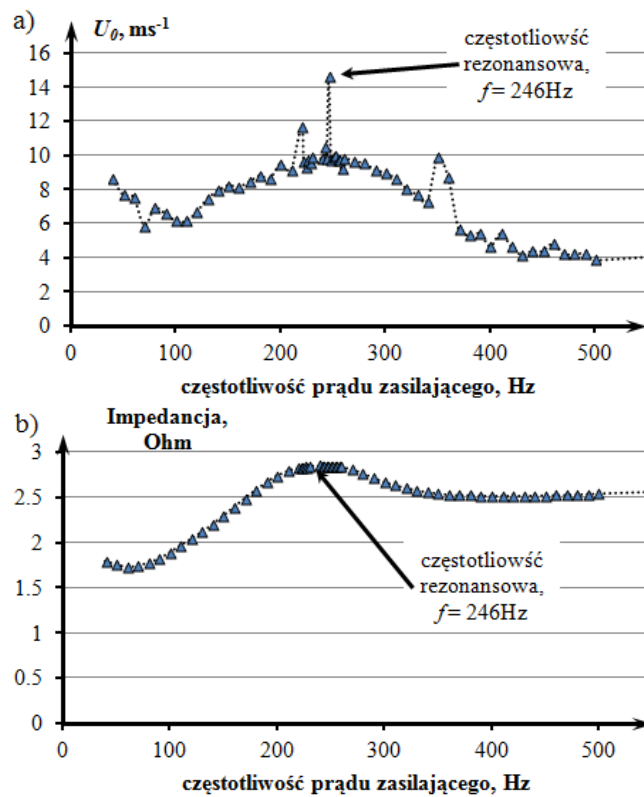 a)
U₀, ms⁻¹
16
14
12
10
8
6
4
2
0
0 100 200 300 400 500
częstotliowść
rezonansowa,
f= 246Hz
częstotliwość prądu zasilającego, Hz
b)
Impedancja,
Ohm
3
2.5
2
1.5
1
0.5
0
0 100 200 300 400 500
częstotliowść
rezonansowa,
f= 246Hz
częstotliwość prądu zasilającego, Hz